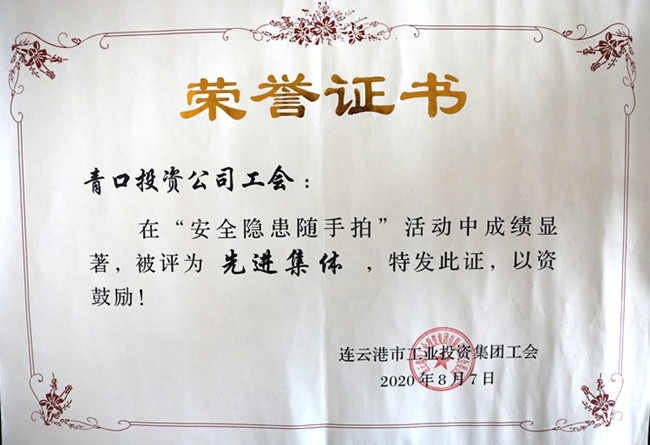 荣誉证书
青口投资公司工会：
在“安全隐患随手拍”活动中成绩显
著，被评为 先进集体 ，特发此证，以资
鼓励！
连云港市工业投资集团工会
2020年8月7日